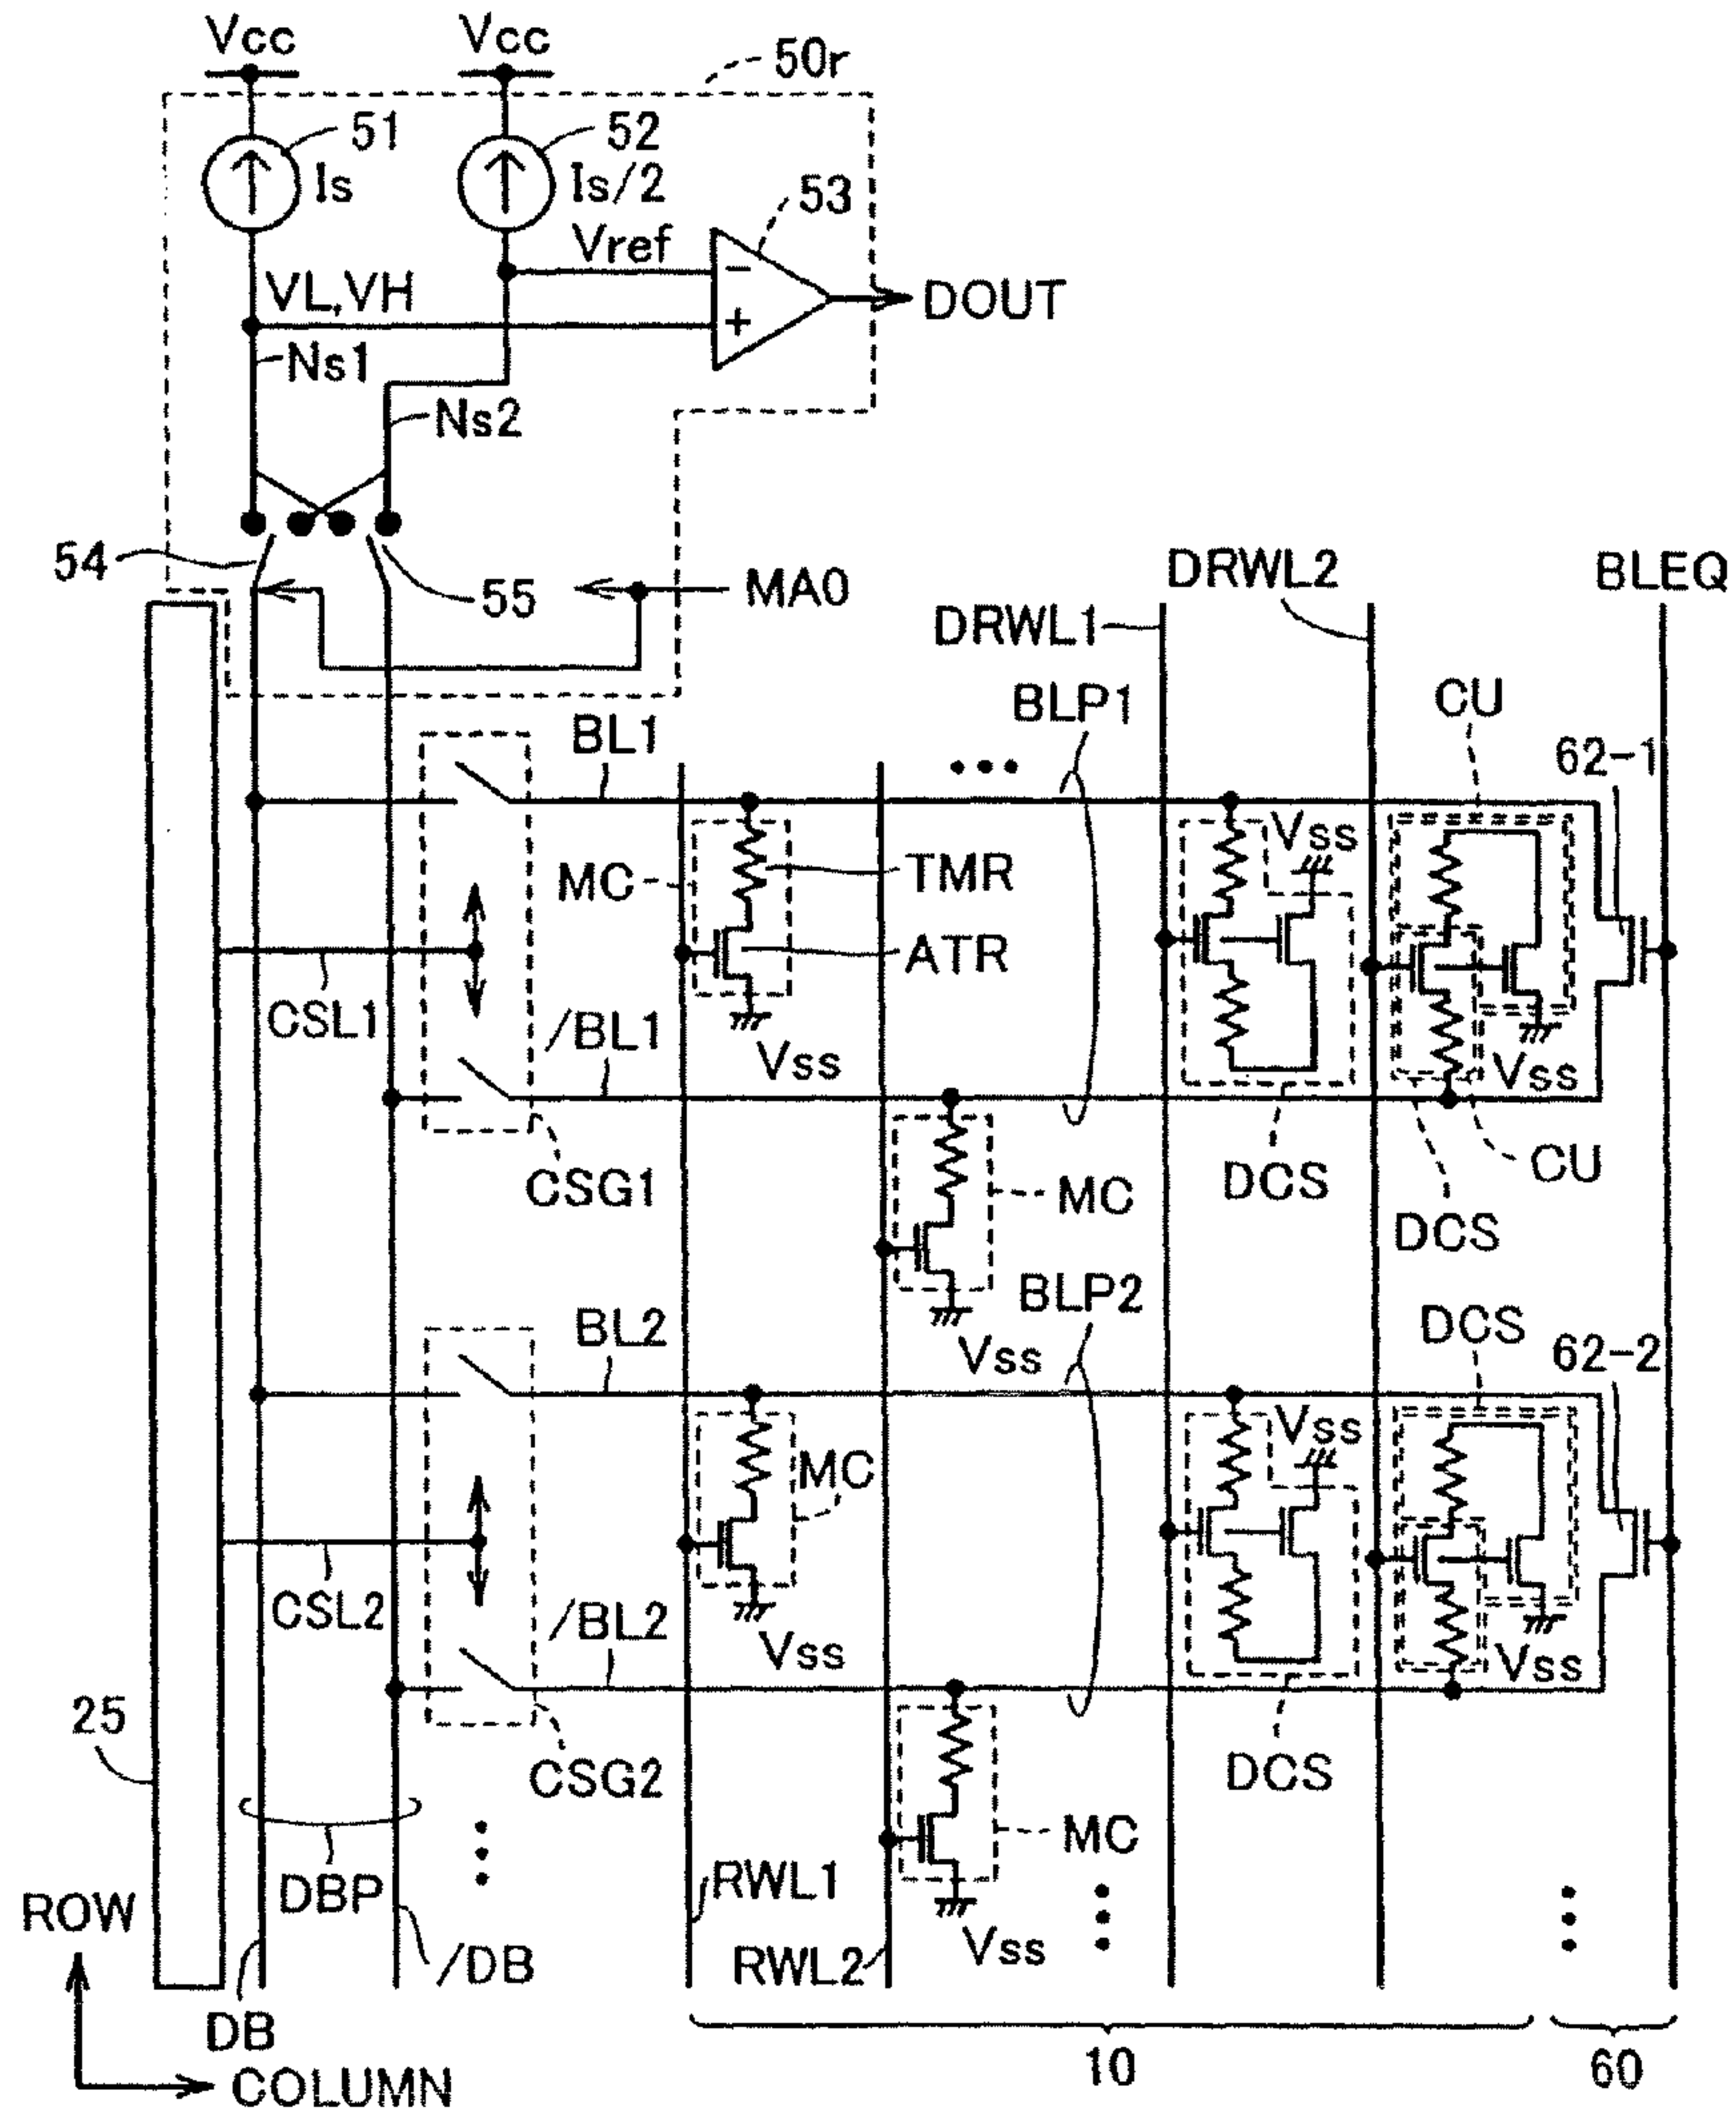 Vcc Vcc
50r
51 52
Is Is/2
53
Vref
VL,VH
−
+
DOUT
Ns1
Ns2
54
55
MA0
DRWL2
BLEQ
DRWL1
CU
BL1
BLP1
62-1
Vss
MC
TMR
ATR
CSL1
/BL1
Vss
Vss
CSG1
DCS
CU
MC
DCS
BLP2
DCS
BL2
62-2
Vss
Vss
MC
CSL2
/BL2
Vss
Vss
25
CSG2
DCS
MC
DBP
RWL1
ROW
Vss
/DB
RWL2
DB
10
60
COLUMN